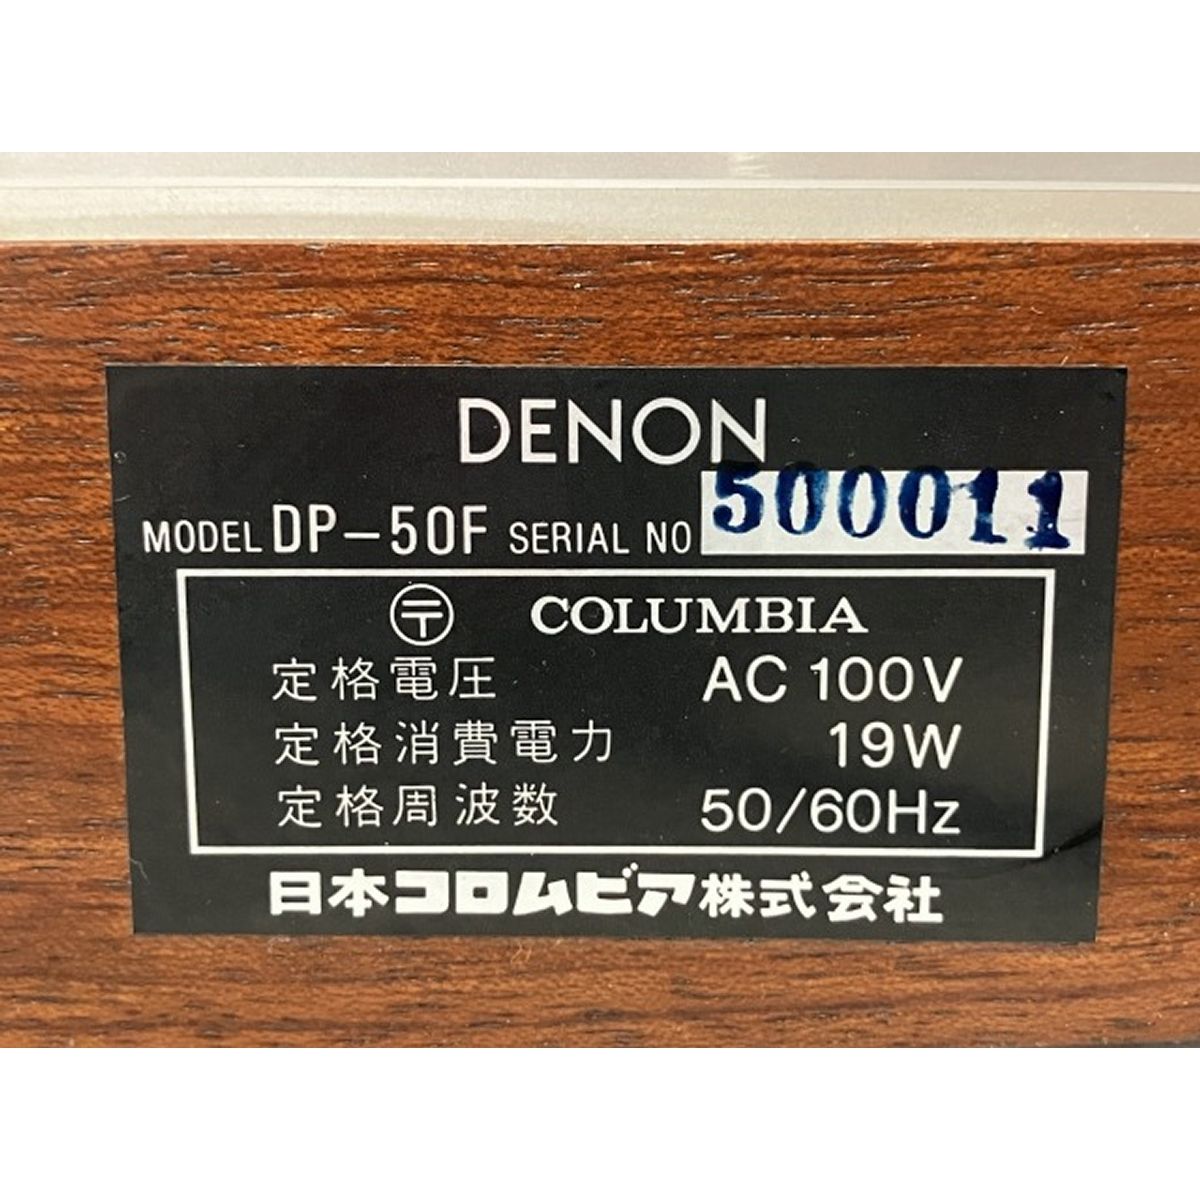 DENON
MODEL DP-50F SERIAL NO 500011
〒 COLUMBIA
定格電圧 AC 100V
定格消費電力 19W
定格周波数 50/60Hz
日本コロムビア株式会社